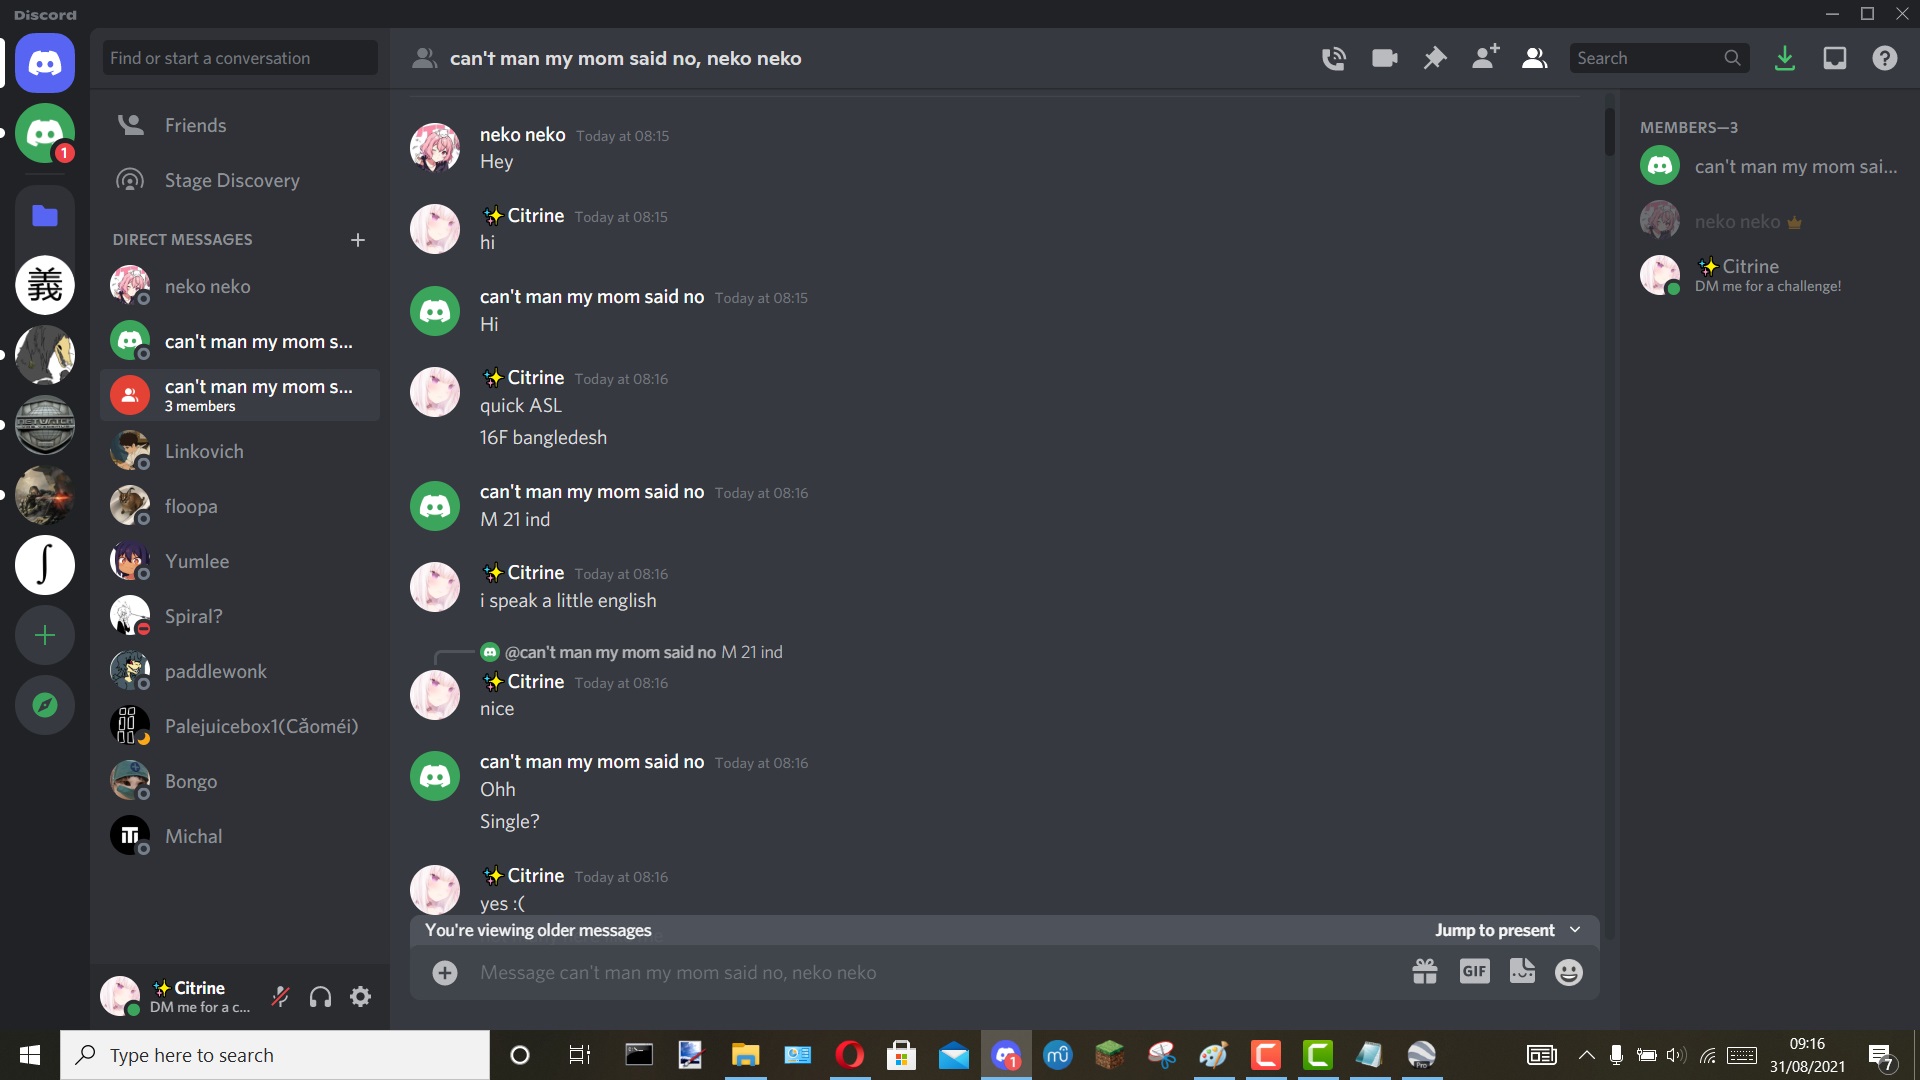 Discord
Find or start a conversation
can't man my mom said no, neko neko
Search
Friends
Stage Discovery
DIRECT MESSAGES
neko neko
can't man my mom s...
can't man my mom s...
3 members
Linkovich
floopa
Yumlee
Spiral?
paddlewonk
Palejuicebox1(Cǎoméi)
Bongo
Michal
✨Citrine
DM me for a c...
1
義
∫
neko neko Today at 08:15
Hey
✨Citrine Today at 08:15
hi
can't man my mom said no Today at 08:15
Hi
✨Citrine Today at 08:16
quick ASL
16F bangledesh
can't man my mom said no Today at 08:16
M 21 ind
✨Citrine Today at 08:16
i speak a little english
@can't man my mom said no M 21 ind
✨Citrine Today at 08:16
nice
can't man my mom said no Today at 08:16
Ohh
Single?
✨Citrine Today at 08:16
yes :(
You're viewing older messages
Jump to present
Message can't man my mom said no, neko neko
GIF
MEMBERS—3
can't man my mom sai...
neko neko
✨Citrine
DM me for a challenge!
Type here to search
1
mü
Pro
09:16
31/08/2021
7